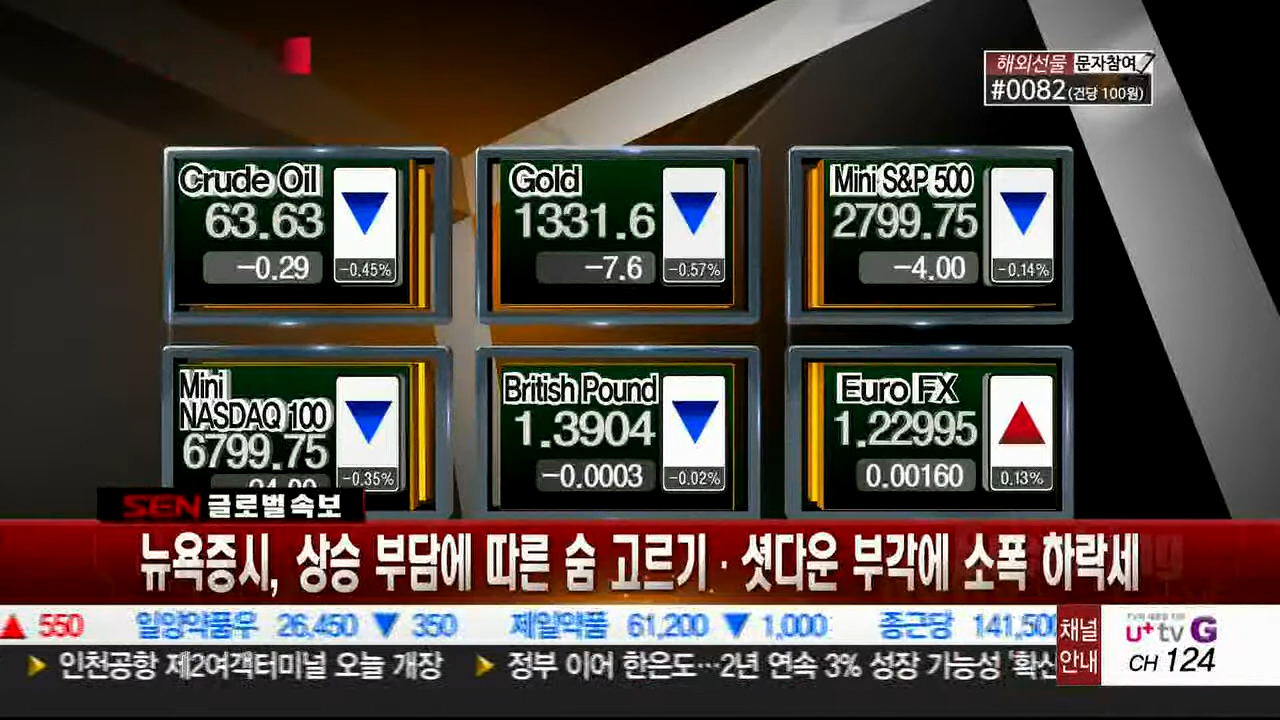 해외선물 문자참여
#0082(건당 100원)
Crude Oil
63.63
-0.29
-0.45%
Gold
1331.6
-7.6
-0.57%
Mini S&P 500
2799.75
-4.00
-0.14%
Mini
NASDAQ 100
6799.75
-0.35%
British Pound
1.3904
-0.0003
-0.02%
Euro FX
1.22995
0.00160
0.13%
SEN 글로벌속보
뉴욕증시, 상승 부담에 따른 숨 고르기·셧다운 부각에 소폭 하락세
▲ 550 일양약품우 26,450 ▼ 350 제일약품 61,200 ▼ 1,000 종근당 141,500
인천공항 제2여객터미널 오늘 개장 정부 이어 한은도…2년 연속 3% 성장 가능성 '확신
채널
안내
u+tv G
CH 124